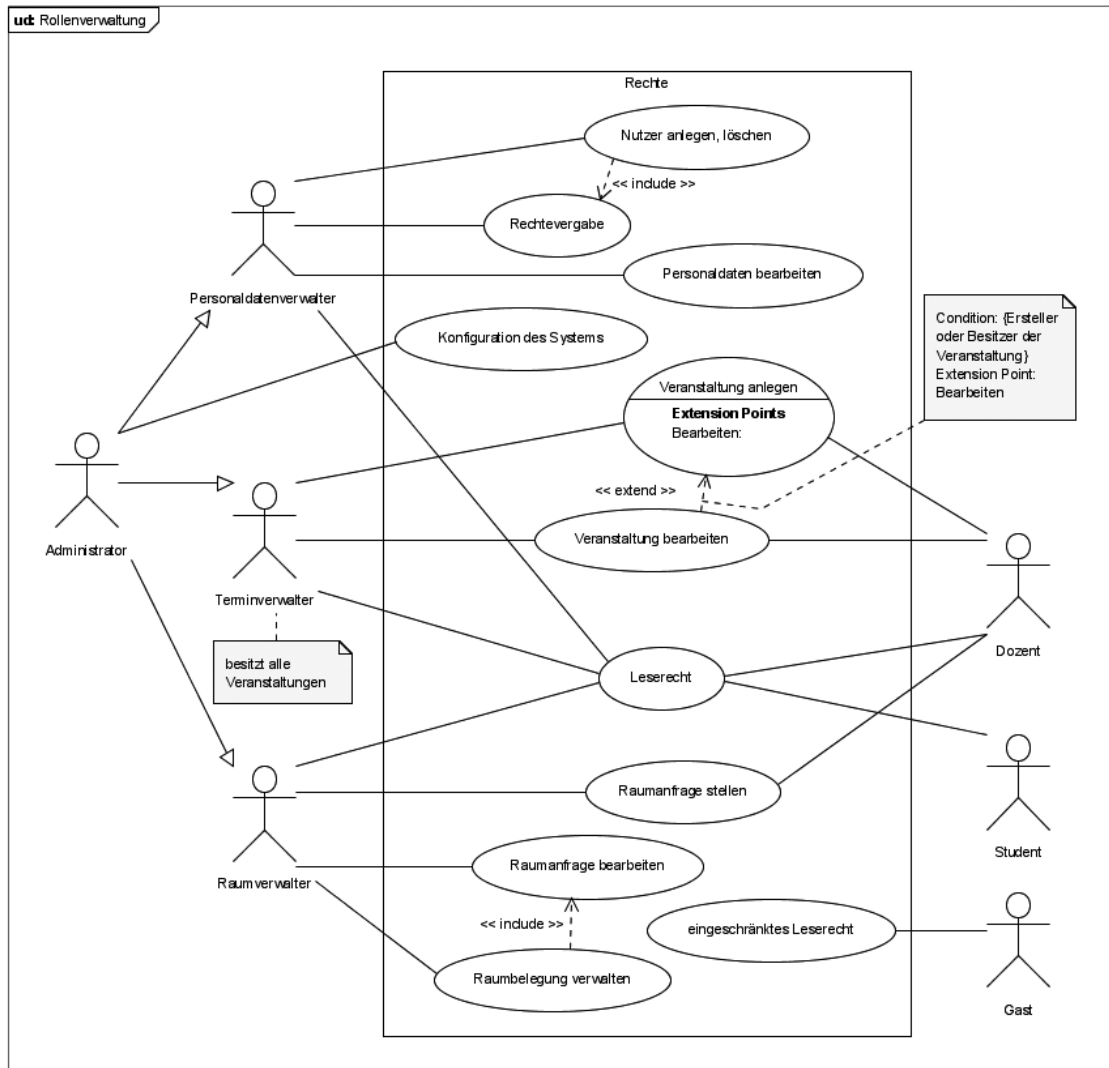 ud: Rollenverwaltung
Rechte
Nutzer anlegen, löschen
<< include >>
Rechtevergabe
Personaldaten bearbeiten
Personaldatenverwalter
Konfiguration des Systems
Condition: {Ersteller
oder Besitzer der
Veranstaltung}
Extension Point:
Bearbeiten
Veranstaltung anlegen
Extension Points
Bearbeiten:
<< extend >>
Administrator
Veranstaltung bearbeiten
Terminverwalter
Dozent
besitzt alle
Veranstaltungen
Leserecht
Raumanfrage stellen
Student
Raumanfrage bearbeiten
Raumverwalter
<< include >>
eingeschränktes Leserecht
Raumbelegung verwalten
Gast